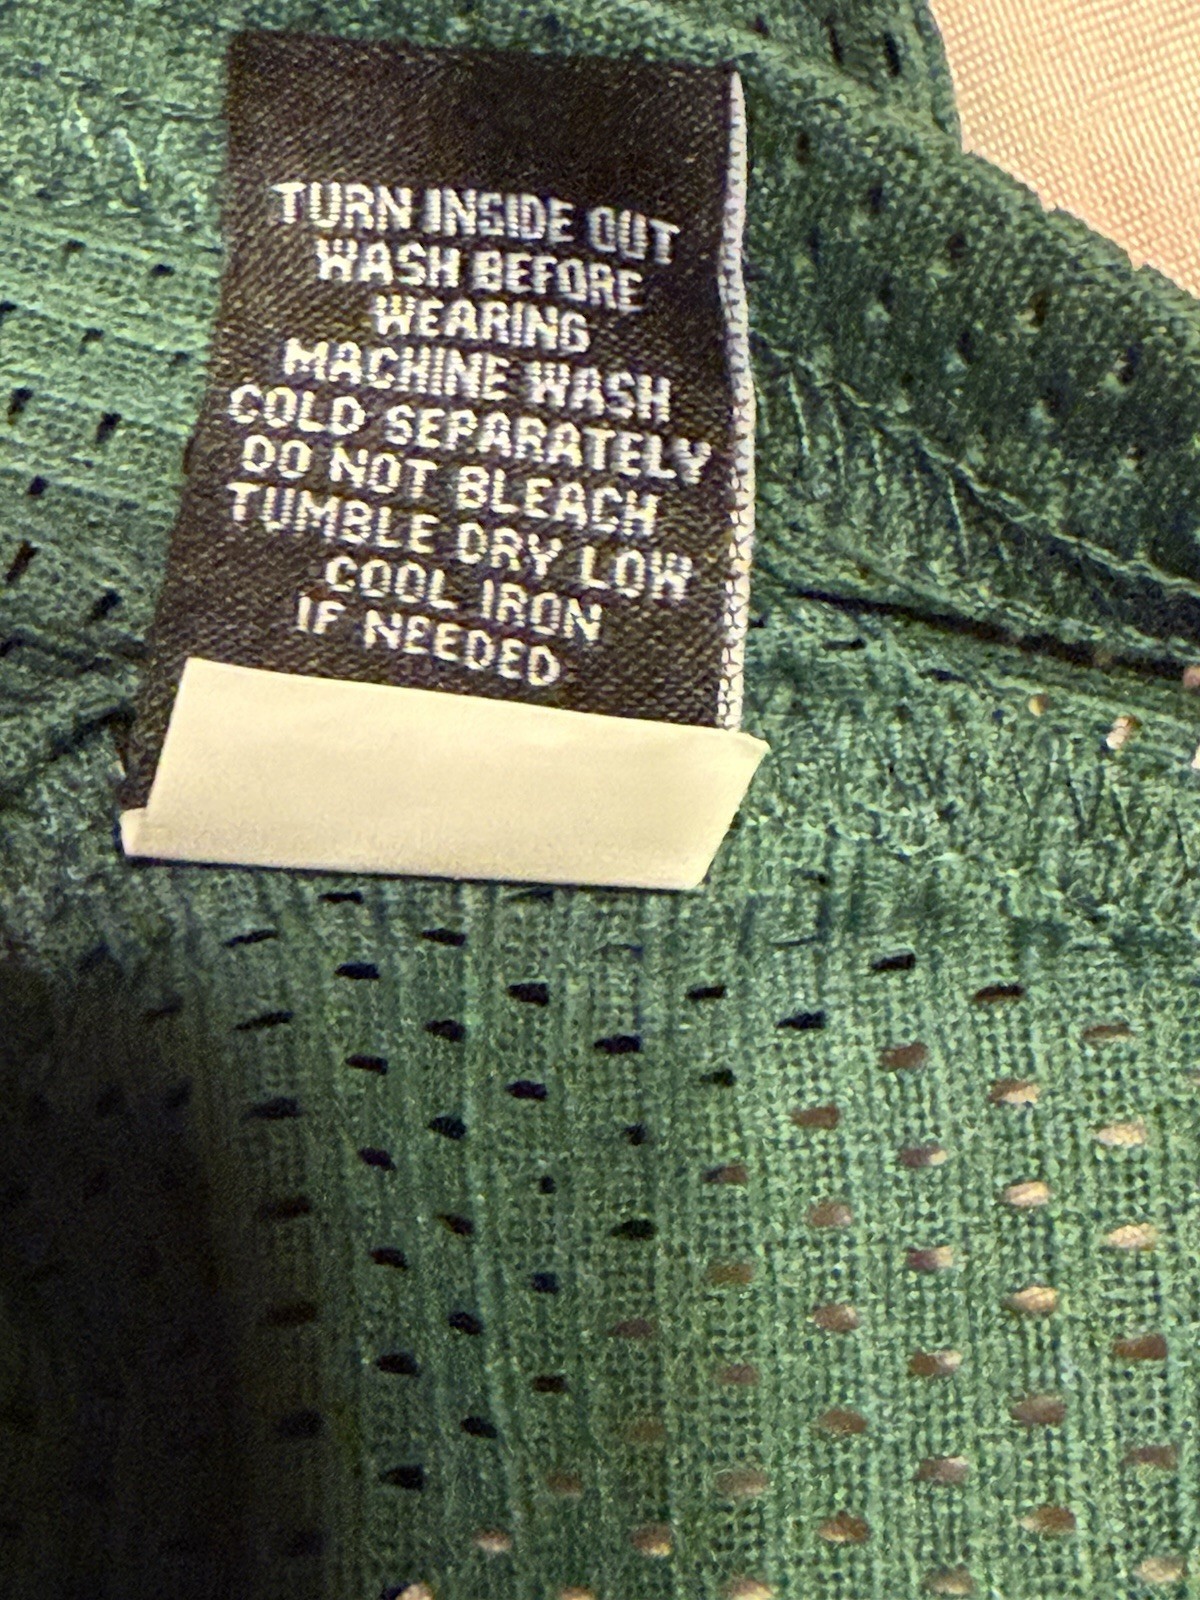 TURN INSIDE OUT
WASH BEFORE
WEARING
MACHINE WASH
COLD SEPARATELY
DO NOT BLEACH
TUMBLE DRY LOW
COOL IRON
IF NEEDED